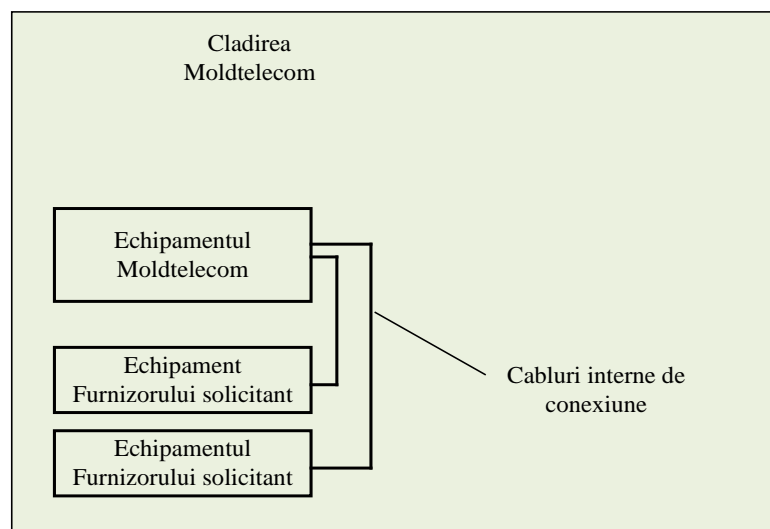 Cladirea
Moldtelecom
Echipamentul
Moldtelecom
Echipament
Furnizorului solicitant
Echipamentul
Furnizorului solicitant
Cabluri interne de
conexiune